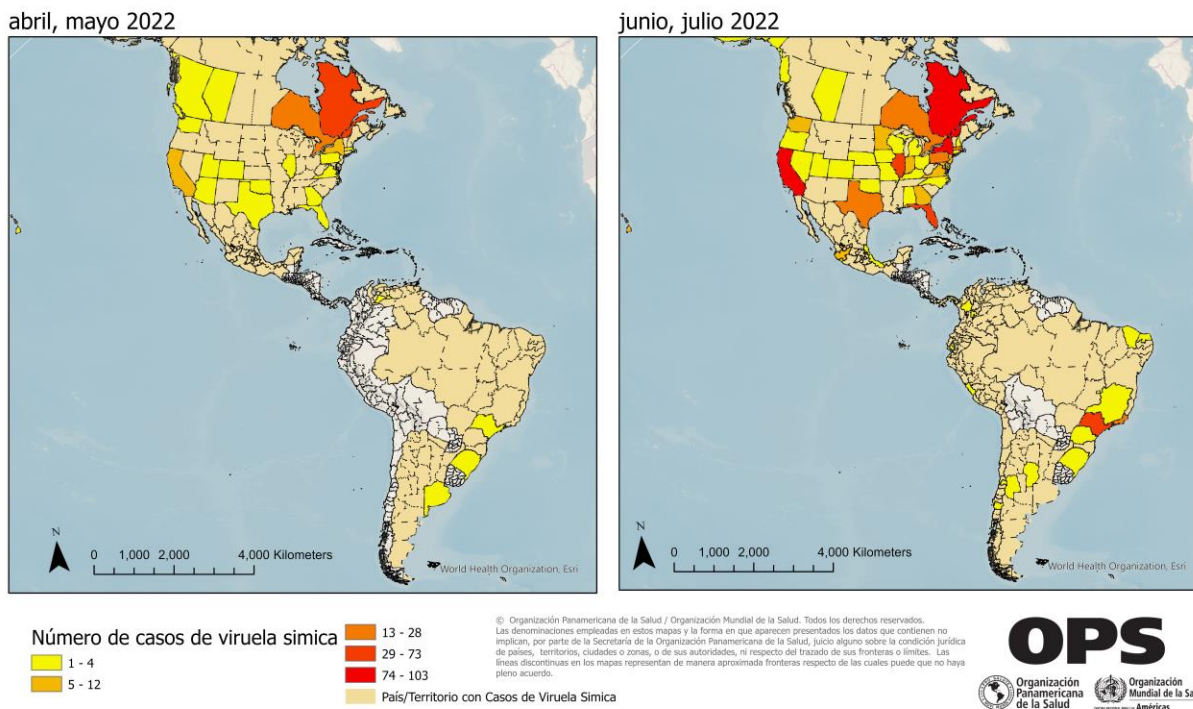 abril, mayo 2022
junio, julio 2022
N
0 1,000 2,000 4,000 Kilometers
World Health Organization, Esri
N
0 1,000 2,000 4,000 Kilometers
World Health Organization, Esri
Número de casos de viruela simica
1 - 4
5 - 12
13 - 28
29 - 73
74 - 103
País/Territorio con Casos de Viruela Simica
© Organización Panamericana de la Salud / Organización Mundial de la Salud. Todos los derechos reservados.
Las denominaciones empleadas en estos mapas y la forma en que aparecen presentados los datos que contienen no
implican, por parte de la Secretaría de la Organización Panamericana de la Salud, juicio alguno sobre la condición jurídica
de países, territorios, ciudades o zonas, o de sus autoridades, ni respecto del trazado de sus fronteras o límites. Las
líneas discontinuas en los mapas representan de manera aproximada fronteras respecto de las cuales puede que no haya
pleno acuerdo.
OPS
Organización
Panamericana
de la Salud
Organización
Mundial de la Sa
Américas